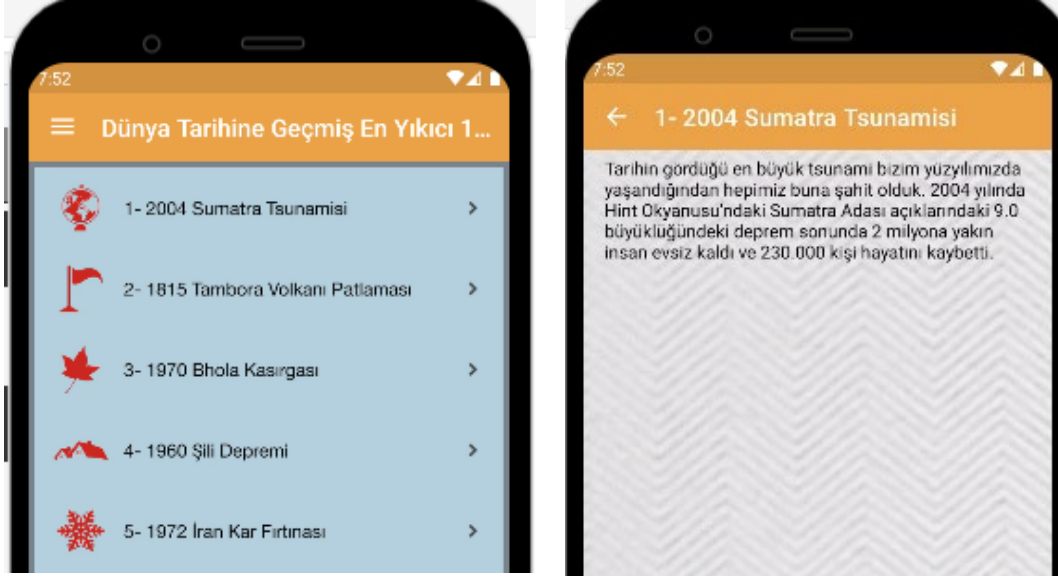 7:52
Dünya Tarihine Geçmiş En Yıkıcı 1...
1- 2004 Sumatra Tsunamisi
2- 1815 Tambora Volkanı Patlaması
3- 1970 Bhola Kasırgası
4- 1960 Şili Depremi
5- 1972 İran Kar Fırtınası
7:52
1- 2004 Sumatra Tsunamisi
Tarihin gördüğü en büyük tsunami bizim yüzyılımızda
yaşandığından hepimiz buna şahit olduk. 2004 yılında
Hint Okyanusu'ndaki Sumatra Adası açıklarındaki 9.0
büyüklüğündeki deprem sonunda 2 milyona yakın
insan evsiz kaldı ve 230.000 kişi hayatını kaybetti.